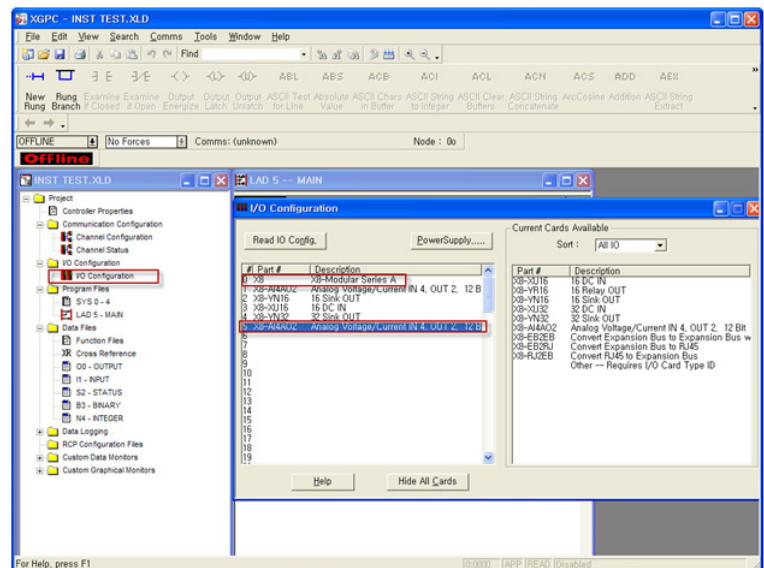 XGPC - INST TEST.XLD
File Edit View Search Comms Tools Window Help
Find
ABL ABS ACB ACI ACL ACN ACS ADD AEX
New Rung Examine Examine Output Output Output ASCII Test Absolute ASCII Chars ASCII String ASCII Clear ASCII String ArcCosine Addition ASCII String
Rung Branch if Closed if Open Energize Latch Unlatch for Line Value in Buffer to Integer Buffers Concatenate Extract
OFFLINE No Forces Comms: (unknown) Node : 0o
Offline
INST TEST.XLD
Project
Controller Properties
Communication Configuration
Channel Configuration
Channel Status
I/O Configuration
I/O Configuration
Program Files
SYS 0 - 4
LAD 5 - MAIN
Data Files
Function Files
XR Cross Reference
O0 - OUTPUT
I1 - INPUT
S2 - STATUS
B3 - BINARY
N4 - INTEGER
Data Logging
RCP Configuration Files
Custom Data Monitors
Custom Graphical Monitors
LAD 5 -- MAIN
I/O Configuration
Read IO Config.
PowerSupply.....
# Part # Description
0 X8 X8-Modular Series A
1 X8-AI4AO2 Analog Voltage/Current IN 4, OUT 2, 12 B
2 X8-YN16 16 Sink OUT
3 X8-XU16 16 DC IN
4 X8-YN32 32 Sink OUT
5 X8-AI4AO2 Analog Voltage/Current IN 4, OUT 2, 12 B
6
7
8
9
10
11
12
13
14
15
16
17
18
19
Help
Hide All Cards
Current Cards Available
Sort : All IO
Part # Description
X8-XU16 16 DC IN
X8-YR16 16 Relay OUT
X8-YN16 16 Sink OUT
X8-XU32 32 DC IN
X8-YN32 32 Sink OUT
X8-AI4AO2 Analog Voltage/Current IN 4, OUT 2, 12 Bit
X8-EB2EB Convert Expansion Bus to Expansion Bus w
X8-EB2RJ Convert Expansion Bus to RJ45
X8-RJ2EB Convert RJ45 to Expansion Bus
Other -- Requires I/O Card Type ID
For Help, press F1
0:0000 APP READ Disabled